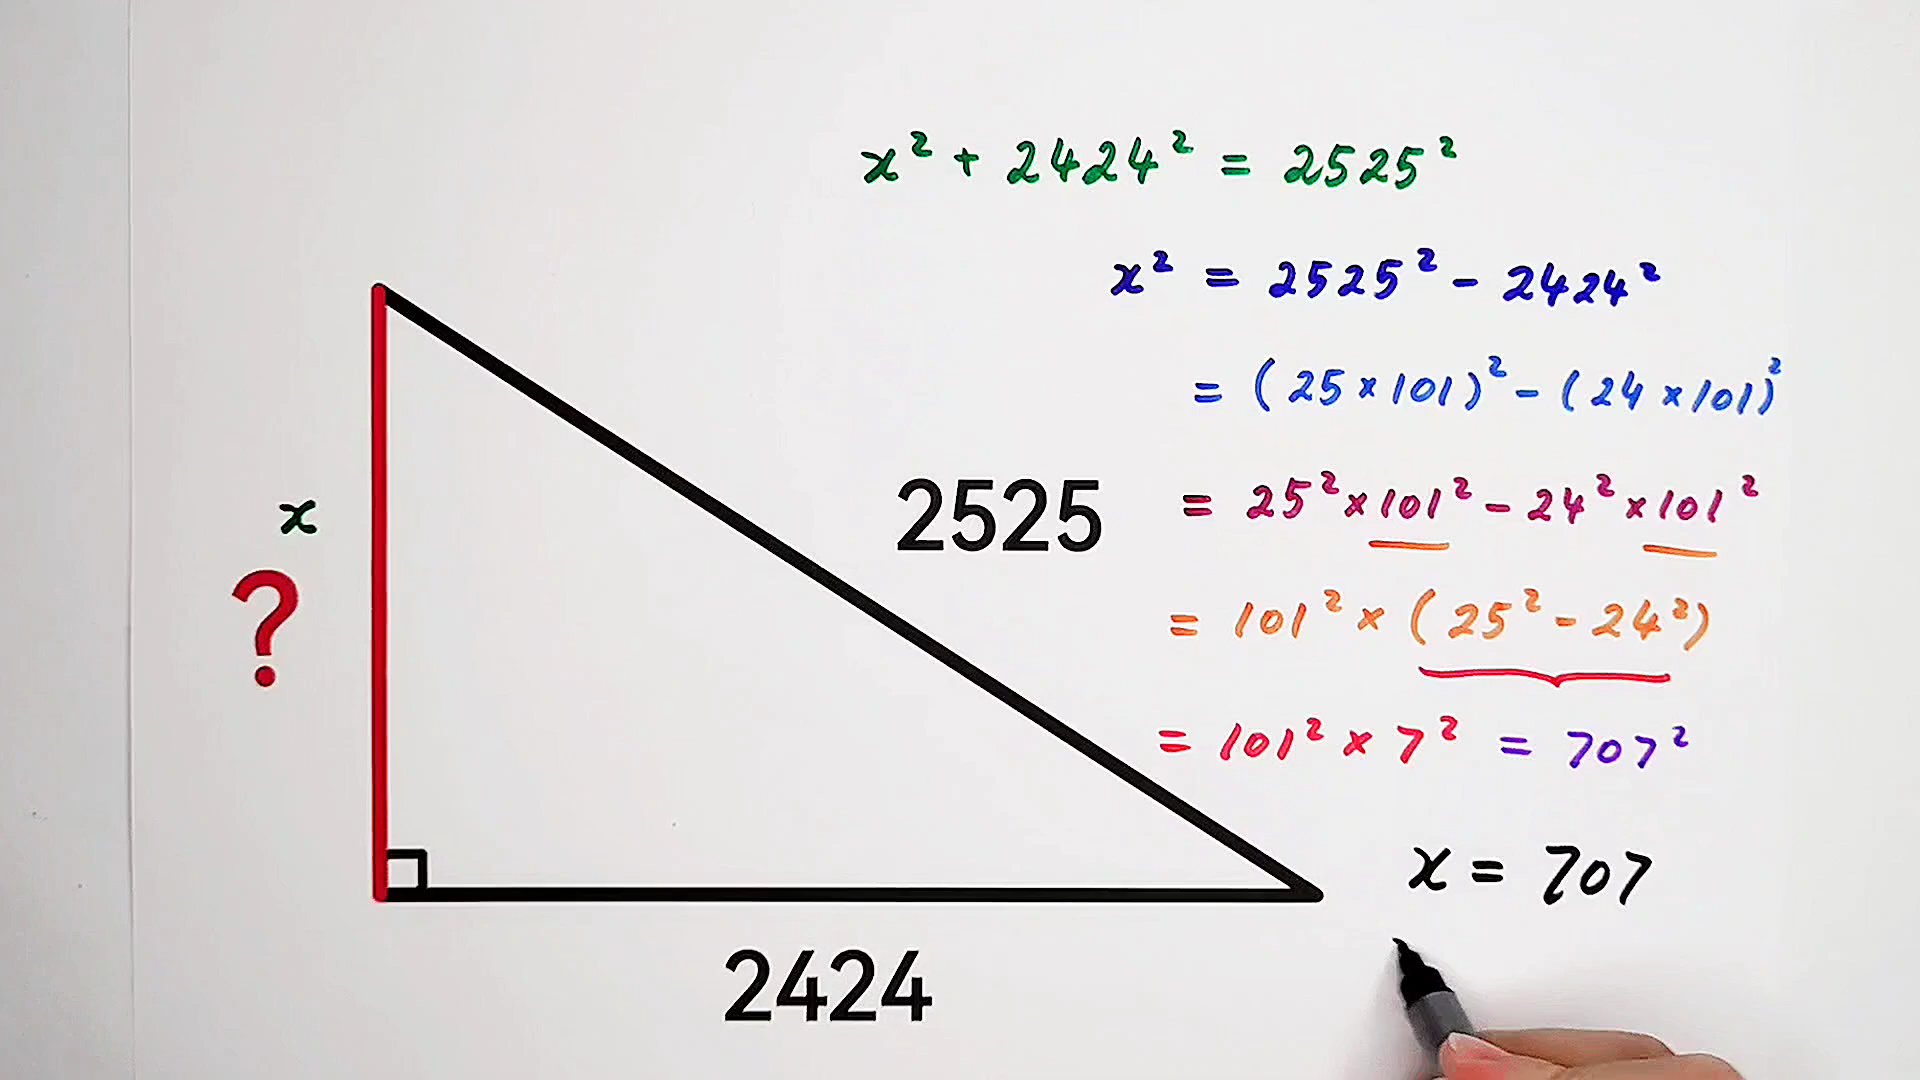 x² + 2424² = 2525²
x² = 2525² - 2424²
= (25 × 101)² - (24 × 101)²
= 25² × 101² - 24² × 101²
= 101² × (25² - 24²)
= 101² × 7² = 707²
x = 707
x
?
2525
2424